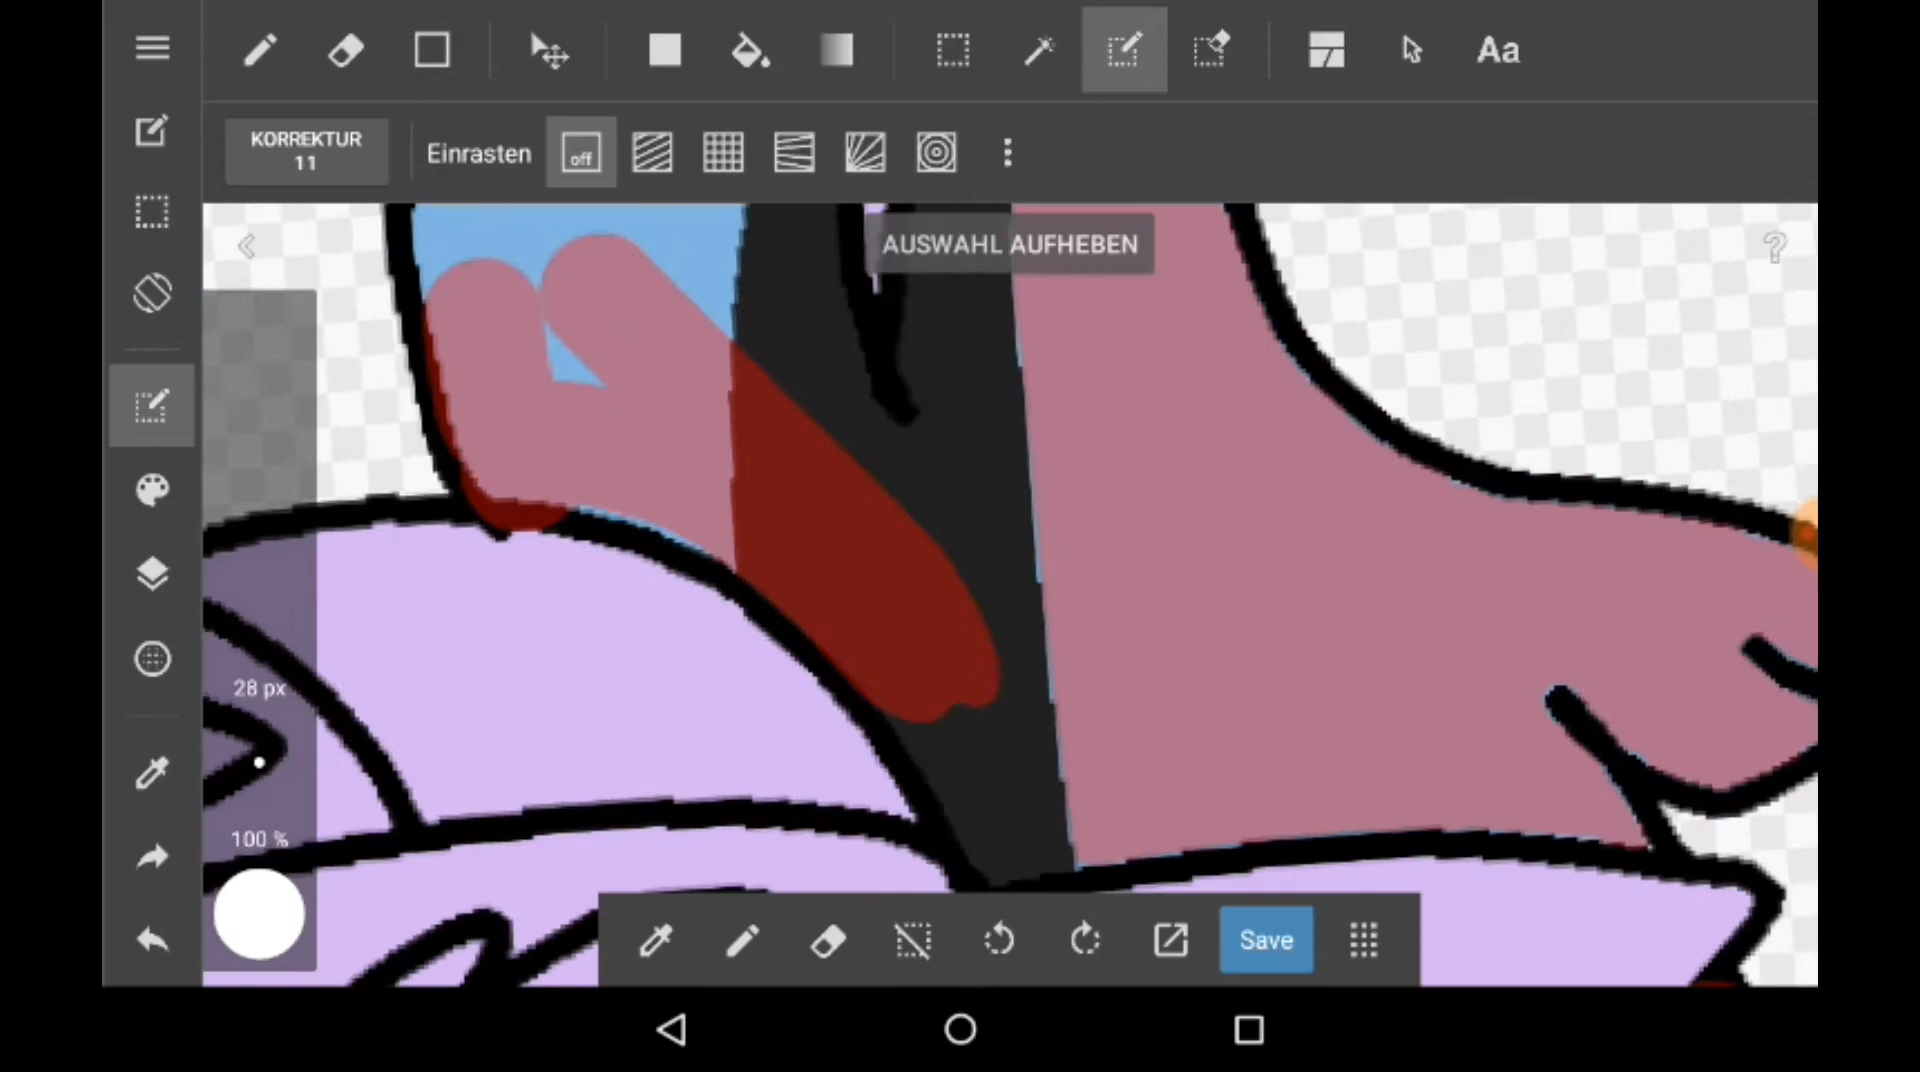 Aa
KORREKTUR
11
Einrasten
off
AUSWAHL AUFHEBEN
?
28 px
100 %
Save